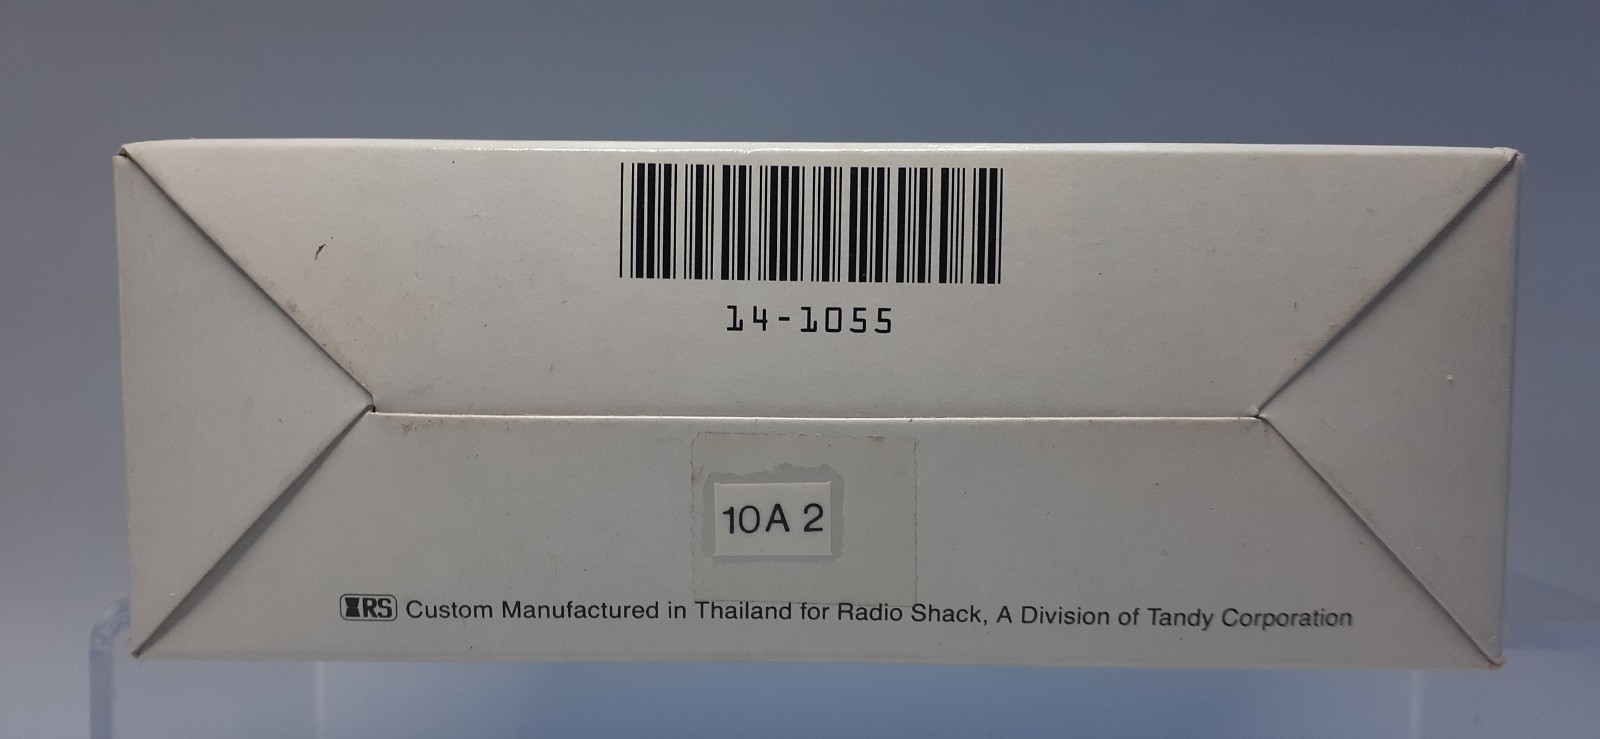 14-1055
10A 2
RS Custom Manufactured in Thailand for Radio Shack, A Division of Tandy Corporation